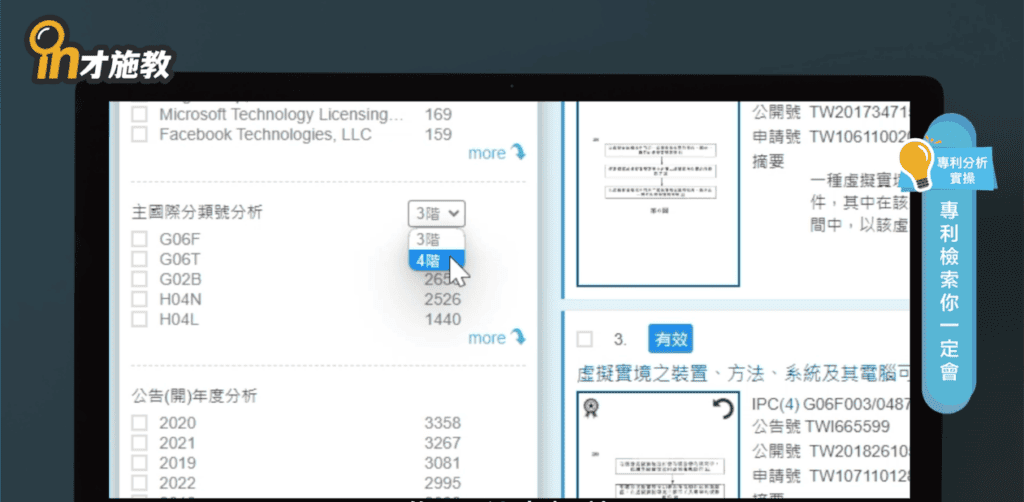 in才施教
Microsoft Technology Licensing... 169
Facebook Technologies, LLC 159
more
主國際分類號分析 3階
3階
4階
G06F
G06T
G02B
H04N 2526
H04L 1440
more
公告(開)年度分析
2020 3358
2021 3267
2019 3081
2022 2995
公開號 TW20173471
申請號 TW10611002
摘要
一種虛擬實境
件，其中在該
間中，以該虛
3. 有效
虛擬實境之裝置、方法、系統及其電腦可
IPC(4) G06F003/0487
公告號 TWI665599
公開號 TW20182610
申請號 TW10711012
摘要
專利分析
實操
專利檢索你一定會